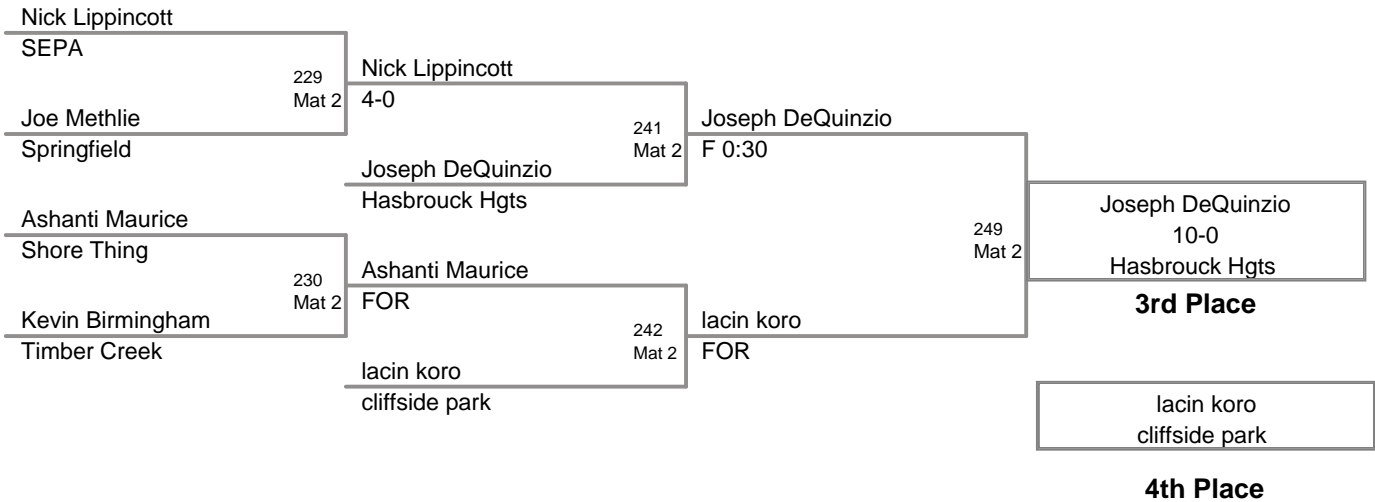 Nick Lippincott
SEPA
229
Mat 2
Joe Methlie
Springfield
Nick Lippincott
4-0
241
Mat 2
Joseph DeQuinzio
Hasbrouck Hgts
Joseph DeQuinzio
F 0:30
Ashanti Maurice
Shore Thing
230
Mat 2
Kevin Birmingham
Timber Creek
Ashanti Maurice
FOR
242
Mat 2
lacin koro
cliffside park
lacin koro
FOR
249
Mat 2
Joseph DeQuinzio
10-0
Hasbrouck Hgts
3rd Place
lacin koro
cliffside park
4th Place